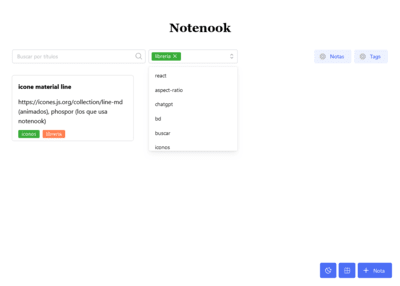 Notenook
Buscar por títulos
libreria ×
Notas
Tags
icone material line
https://icones.js.org/collection/line-md
(animados), phospor (los que usa
notenook)
iconos
libreria
react
aspect-ratio
chatgpt
bd
buscar
iconos
+ Nota